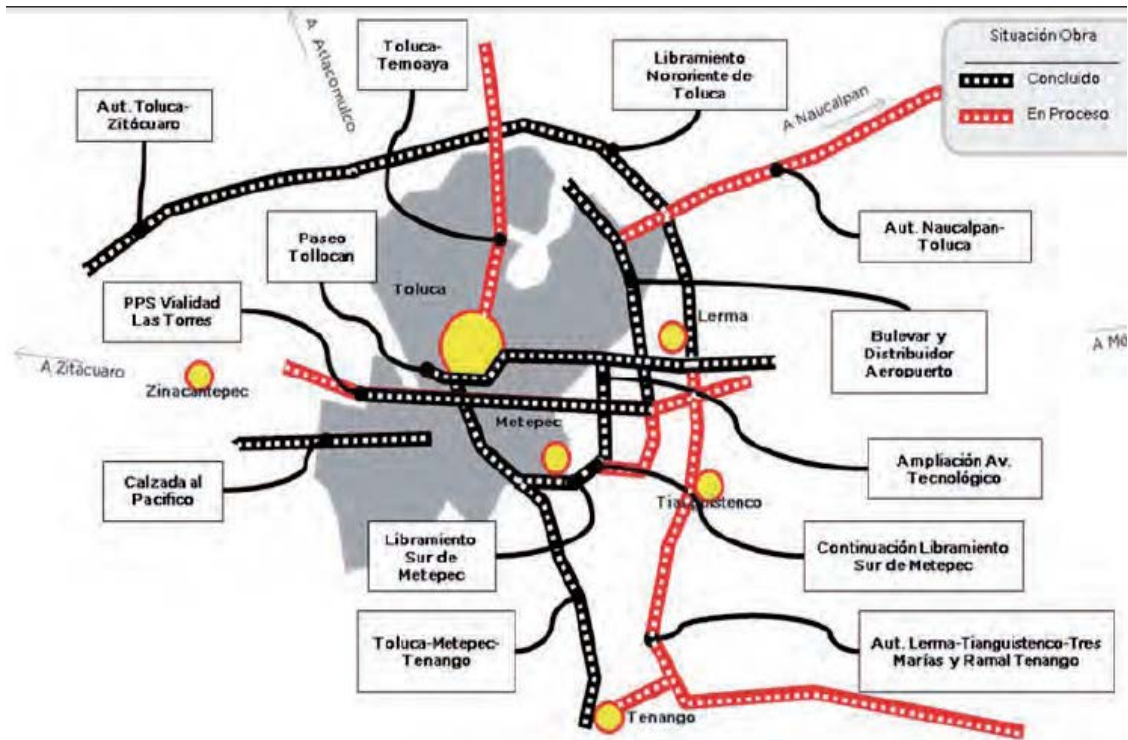 A Atlacomulco
Toluca-
Temoaya
Libramiento
Nororiente de
Toluca
Situación Obra
Concluido
En Proceso
Aut. Toluca-
Zitácuaro
A Naucalpan
Paseo
Tollocan
Aut. Naucalpan-
Toluca
Toluca
PPS Vialidad
Las Torres
Lerma
Bulevar y
Distribuidor
Aeropuerto
A Zitácuaro
Zinacantepec
Metepec
Calzada al
Pacifico
Ampliación Av.
Tecnológico
Tianguistenco
Libramiento
Sur de
Metepec
Continuación Libramiento
Sur de Metepec
Toluca-Metepec-
Tenango
Aut. Lerma-Tianguistenco-Tres
Marías y Ramal Tenango
Tenango